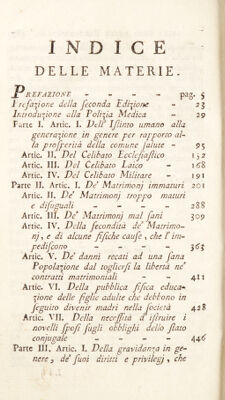 INDICE
DELLE MATERIE.
PREFAZIONE - - - pag. 5
Prefazione della seconda Edizione - 23
Introduzione alla Polizia Medica - 29
Parte I. Artic. I. Dell' Istinto umano alla
generazione in genere per rapporto al-
la prosperità della comune salute - 95
Artic. II. Del Celibato Ecclesiastico 132
Artic. III. Del Celibato Laico - 168
Artic. IV. Del Celibato Militare - 191
Parte II. Artic. I. De' Matrimonj immaturi 201
Artic. II. De' Matrimonj troppo maturi
e disuguali - - - 288
Artic. III. De' Matrimonj mal sani 309
Artic. IV. Della secondità de' Matrimo-
nj, e di alcune fisiche cause, che l'im-
pediscono - - - 363
Artic. V. De' danni recati ad una sana
Popolazione dal togliersi la libertà ne'
contratti matrimoniali - - 411
Artic. VI. Della pubblica fisica educa-
zione delle figlie adulte che debbono in
seguito divenir madri nella società 428
Artic. VII. Della necessità d'istruire i
novelli sposi sugli obblighi dello stato
conjugale - - - 446
Parte III. Artic. I. Della gravidanza in ge-
nere, de' suoi diritti e privilegj, che